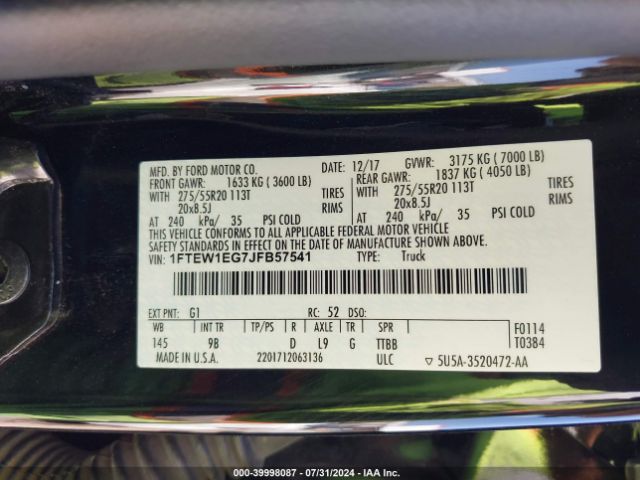 MFD. BY FORD MOTOR CO. DATE: 12/17 GVWR: 3175 KG ( 7000 LB)
FRONT GAWR: 1633 KG ( 3600 LB) REAR GAWR: 1837 KG ( 4050 LB)
WITH 275/55R20 113T TIRES WITH 275/55R20 113T TIRES
20x8.5J RIMS 20x8.5J RIMS
AT 240 kPa/ 35 PSI COLD AT 240 kPa/ 35 PSI COLD
THIS VEHICLE CONFORMS TO ALL APPLICABLE FEDERAL MOTOR VEHICLE
SAFETY STANDARDS IN EFFECT ON THE DATE OF MANUFACTURE SHOWN ABOVE.
VIN: 1FTEW1EG7JFB57541 TYPE: Truck
EXT PNT: G1 RC: 52 DSO:
WB INT TR TP/PS R AXLE TR SPR F0114
145 9B D L9 G TTBB T0384
MADE IN U.S.A. 2201712063136 ULC 5U5A-3520472-AA
000-39998087 - 07/31/2024 - IAA Inc.